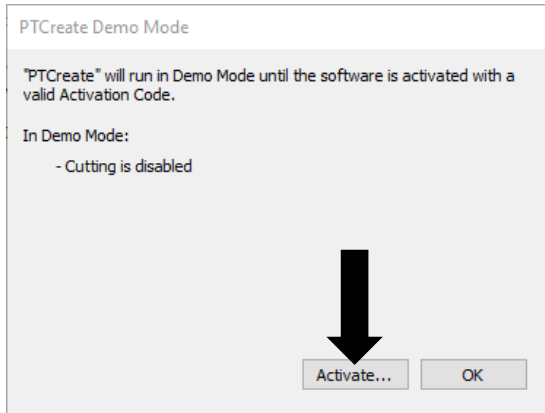 PTCreate Demo Mode
"PTCreate" will run in Demo Mode until the software is activated with a
valid Activation Code.
In Demo Mode:
- Cutting is disabled
Activate... OK